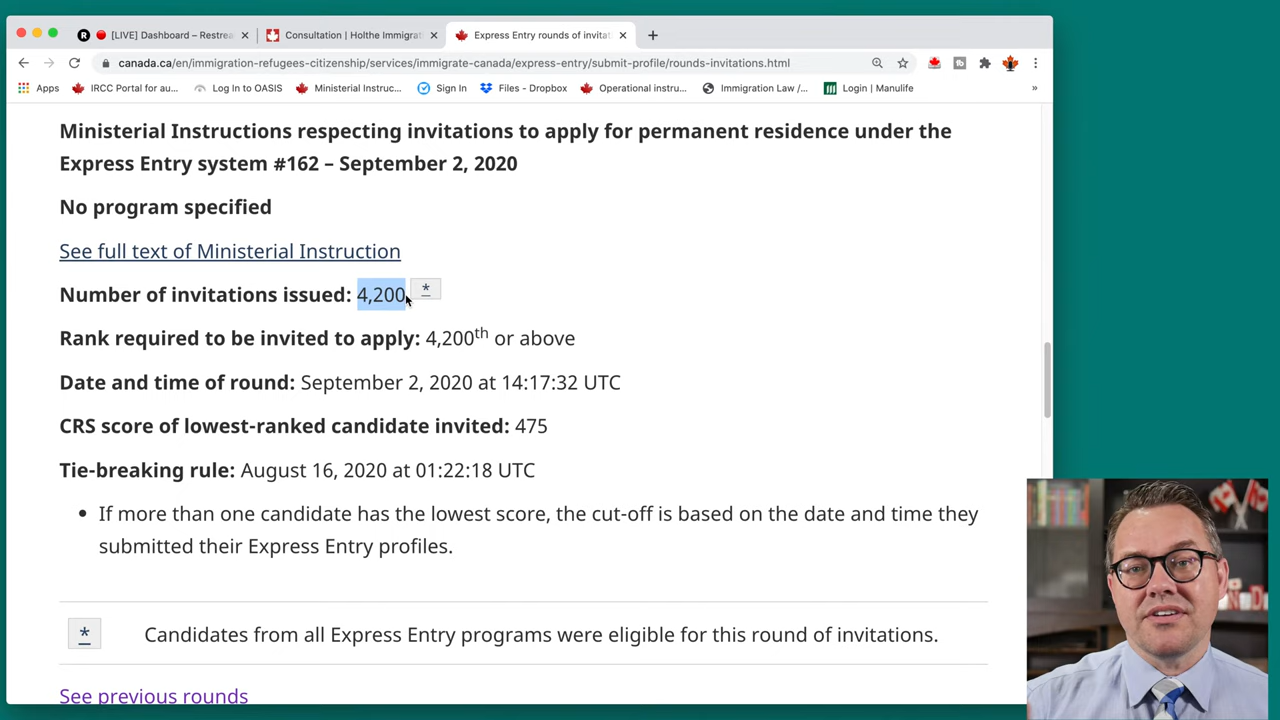 [LIVE] Dashboard – Restrea
Consultation | Holthe Immigrat
Express Entry rounds of invitat
canada.ca/en/immigration-refugees-citizenship/services/immigrate-canada/express-entry/submit-profile/rounds-invitations.html
Apps
IRCC Portal for au...
Log In to OASIS
Ministerial Instruc...
Sign In
Files - Dropbox
Operational instru...
Immigration Law /...
Login | Manulife
»
Ministerial Instructions respecting invitations to apply for permanent residence under the
Express Entry system #162 – September 2, 2020
No program specified
See full text of Ministerial Instruction
Number of invitations issued: 4,200 *
Rank required to be invited to apply: 4,200th or above
Date and time of round: September 2, 2020 at 14:17:32 UTC
CRS score of lowest-ranked candidate invited: 475
Tie-breaking rule: August 16, 2020 at 01:22:18 UTC
• If more than one candidate has the lowest score, the cut-off is based on the date and time they
submitted their Express Entry profiles.
* Candidates from all Express Entry programs were eligible for this round of invitations.
See previous rounds